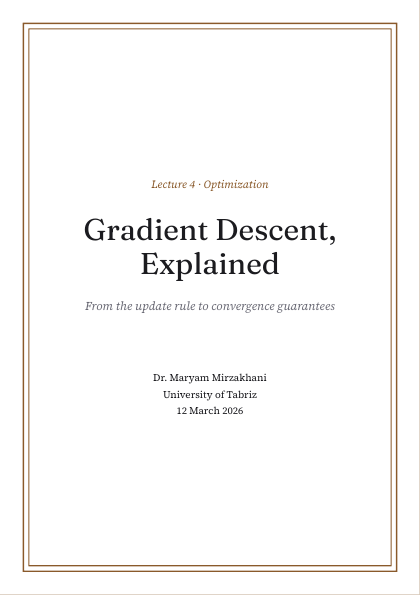 Lecture 4 · Optimization
Gradient Descent,
Explained
From the update rule to convergence guarantees
Dr. Maryam Mirzakhani
University of Tabriz
12 March 2026